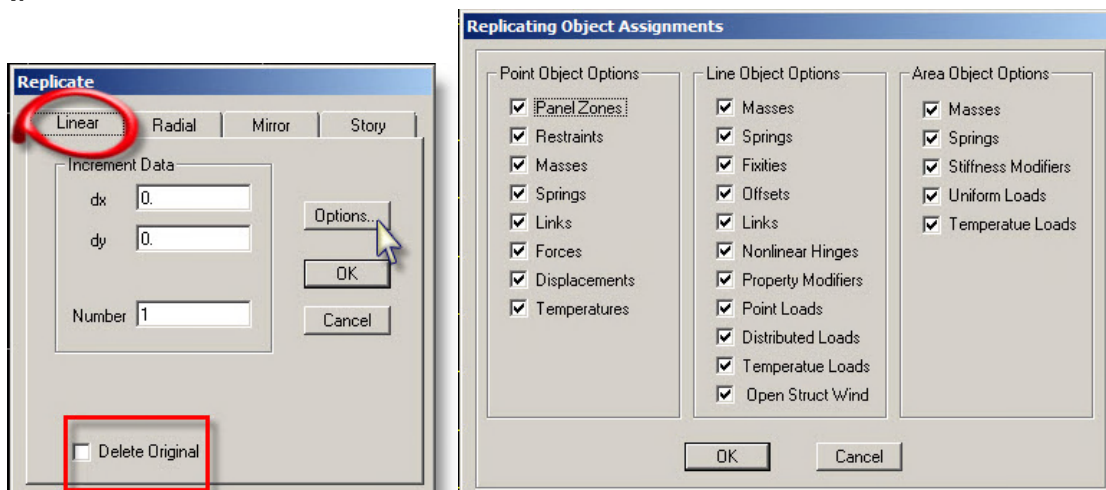 Replicate
Linear
Radial
Mirror
Story
Increment Data
dx 0.
dy 0.
Number 1
Options...
OK
Cancel
Delete Original
Replicating Object Assignments
Point Object Options
Panel Zones
Restraints
Masses
Springs
Links
Forces
Displacements
Temperatures
Line Object Options
Masses
Springs
Fixities
Offsets
Links
Nonlinear Hinges
Property Modifiers
Point Loads
Distributed Loads
Temperatue Loads
Open Struct Wind
Area Object Options
Masses
Springs
Stiffness Modifiers
Uniform Loads
Temperatue Loads
OK
Cancel